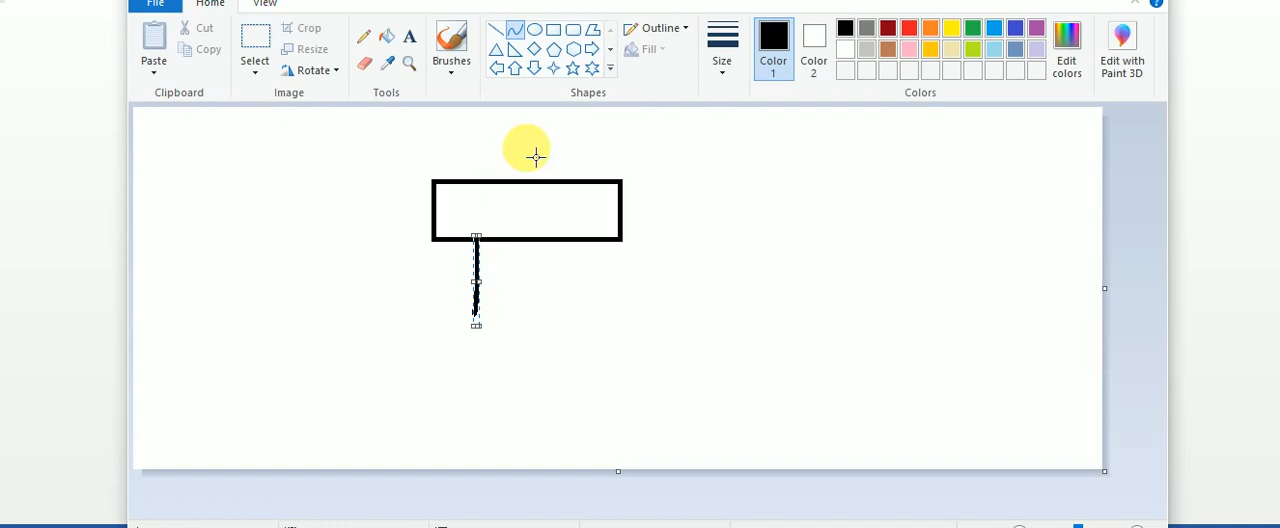 File Home View
Paste
Cut
Copy
Clipboard
Select
Crop
Resize
Rotate
Image
A
Tools
Brushes
Outline
Fill
Shapes
Size
Color
1
Color
2
Edit
colors
Colors
Edit with
Paint 3D
?